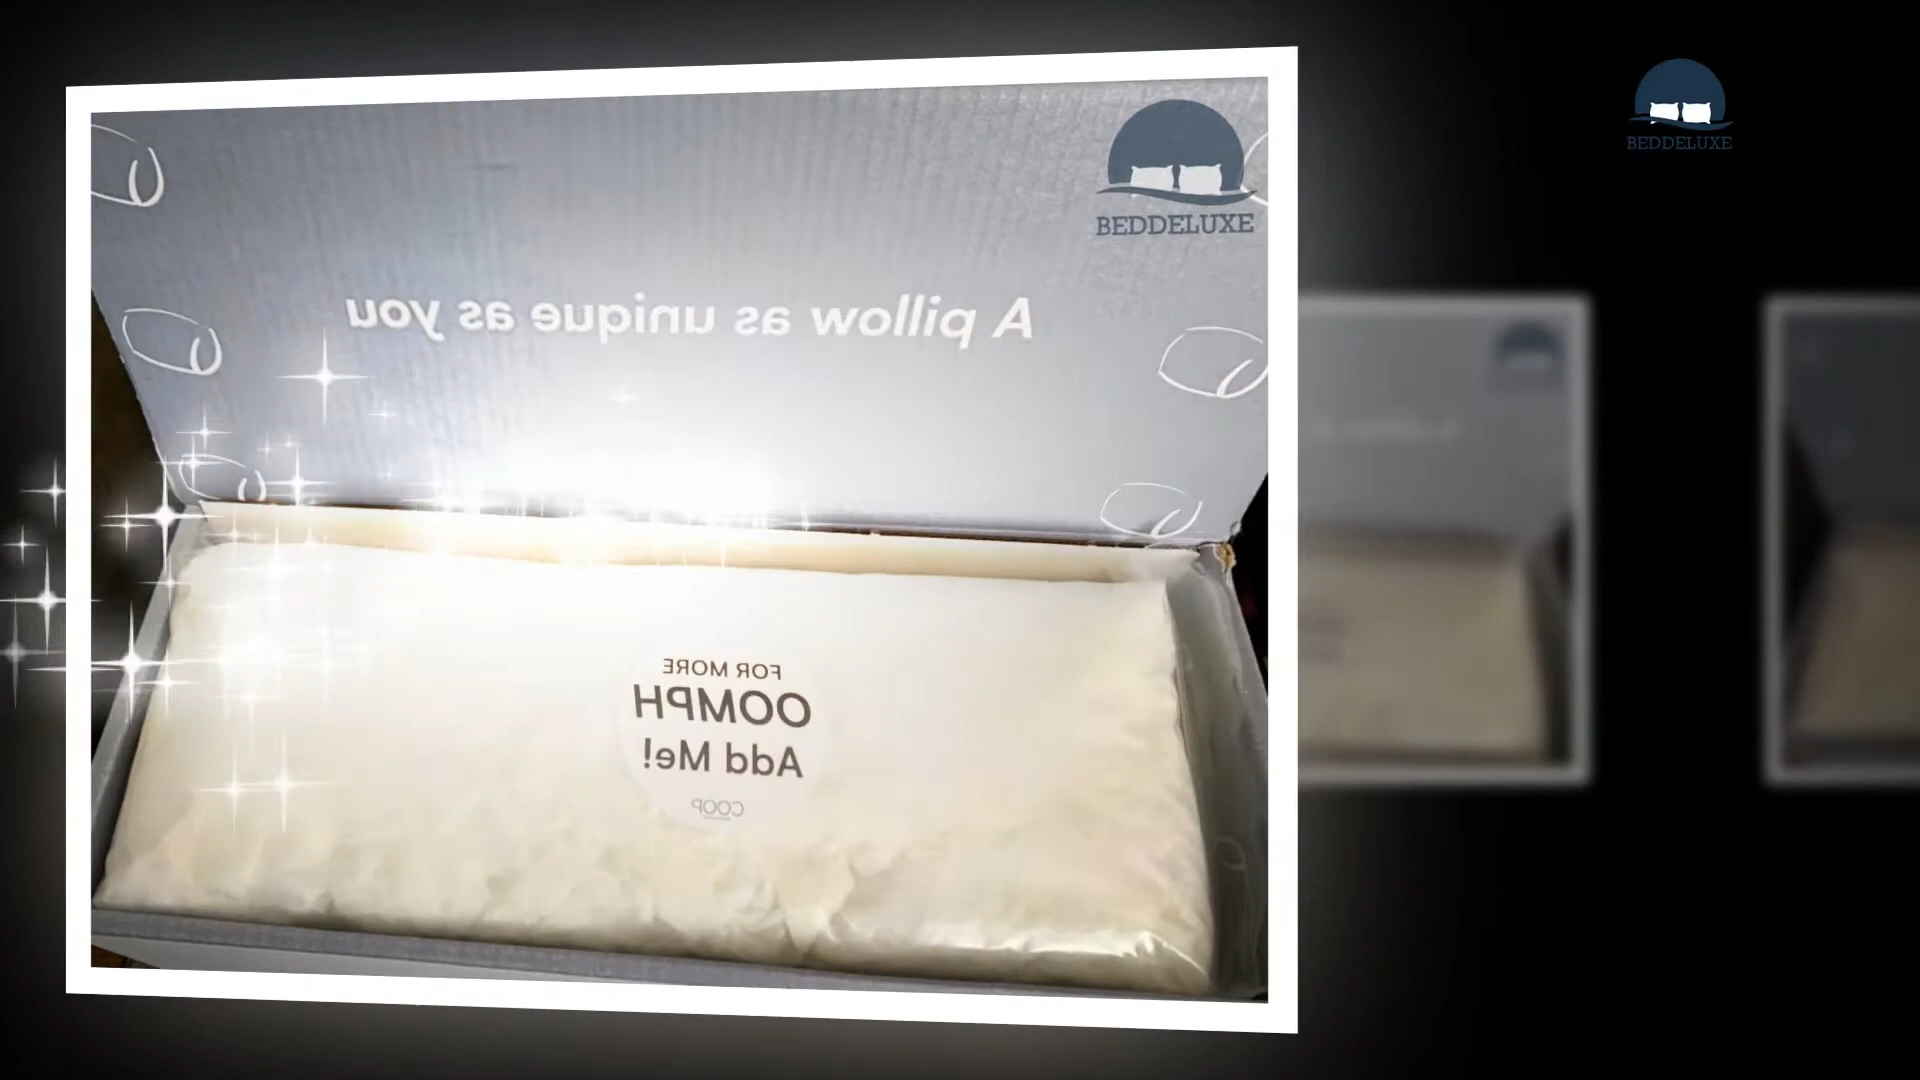 BEDDELUXE
BEDDELUXE
A pillow as unique as you
FOR MORE
OOMPH
Add Me!
COOP